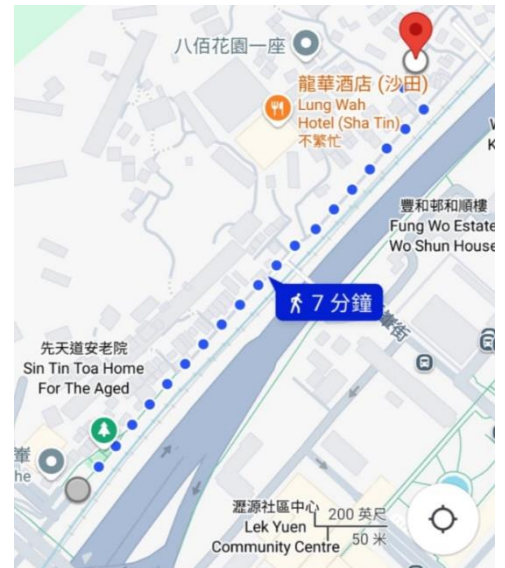 八佰花園一座
龍華酒店 (沙田)
Lung Wah
Hotel (Sha Tin)
不繁忙
W
K
豐和邨和順樓
Fung Wo Estate
Wo Shun House
7 分鐘
街
先天道安老院
Sin Tin Toa Home
For The Aged
輋
he
瀝源社區中心
Lek Yuen
Community Centre
200 英尺
50 米